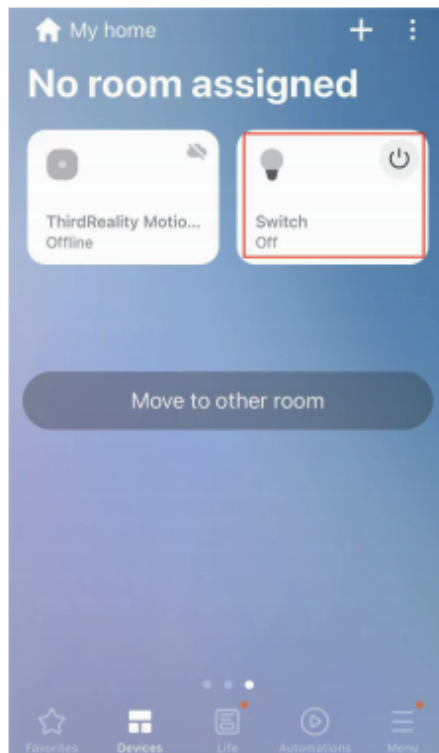 My home
No room assigned
ThirdReality Motio...
Offline
Switch
Off
Move to other room
Favorites
Devices
Life
Automations
Menu